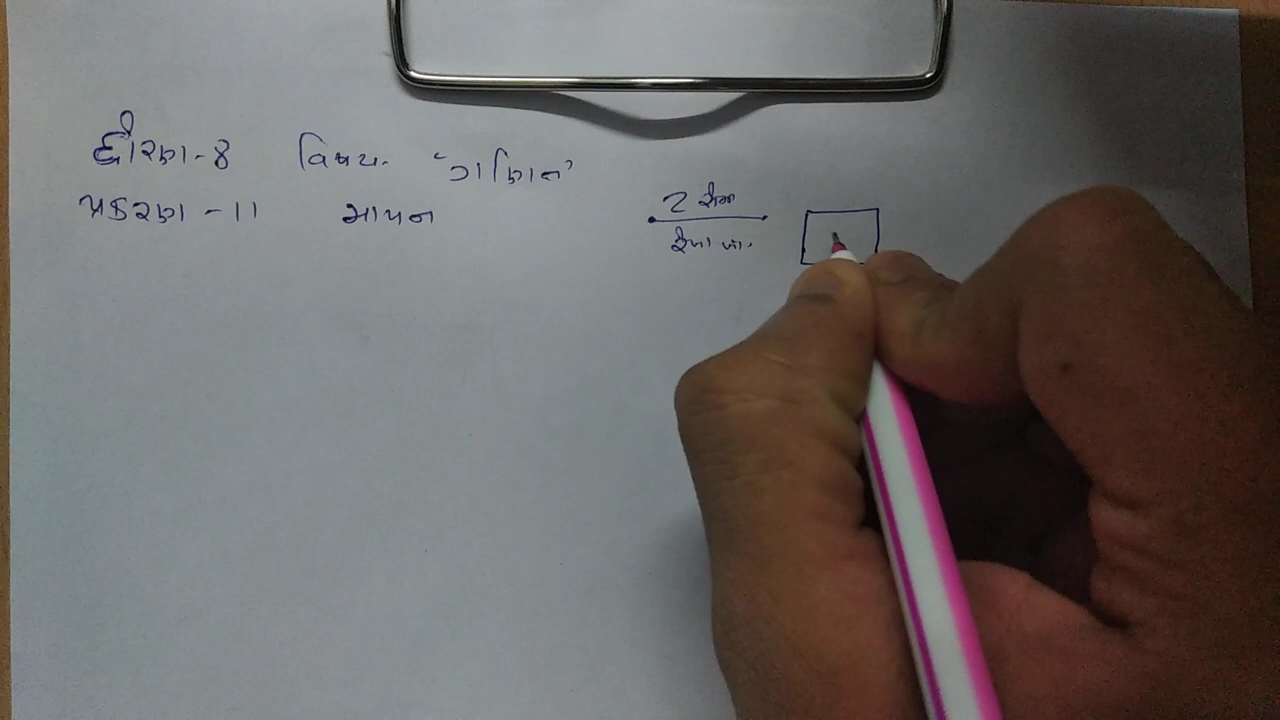 ધોરણ-8 વિષય- ‘ગણિત’
પ્રકરણ-11 માપન
2 સેમી
રેખા ખં.